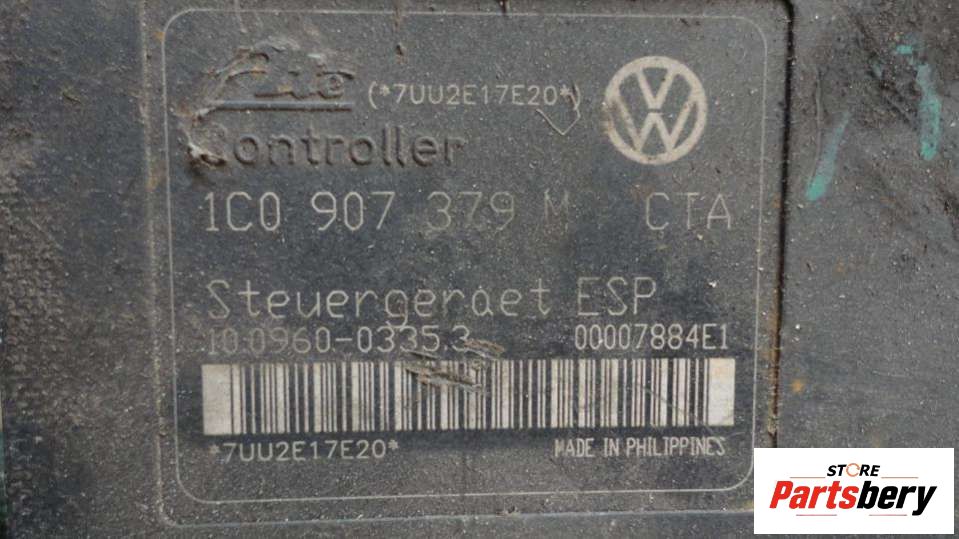 Ate (*7UU2E17E20*)
Controller
1C0 907 379 M CTA
Steuergeraet ESP
10.0960-0335.3 00007884E1
*7UU2E17E20* MADE IN PHILIPPINES
STORE
Partsbery